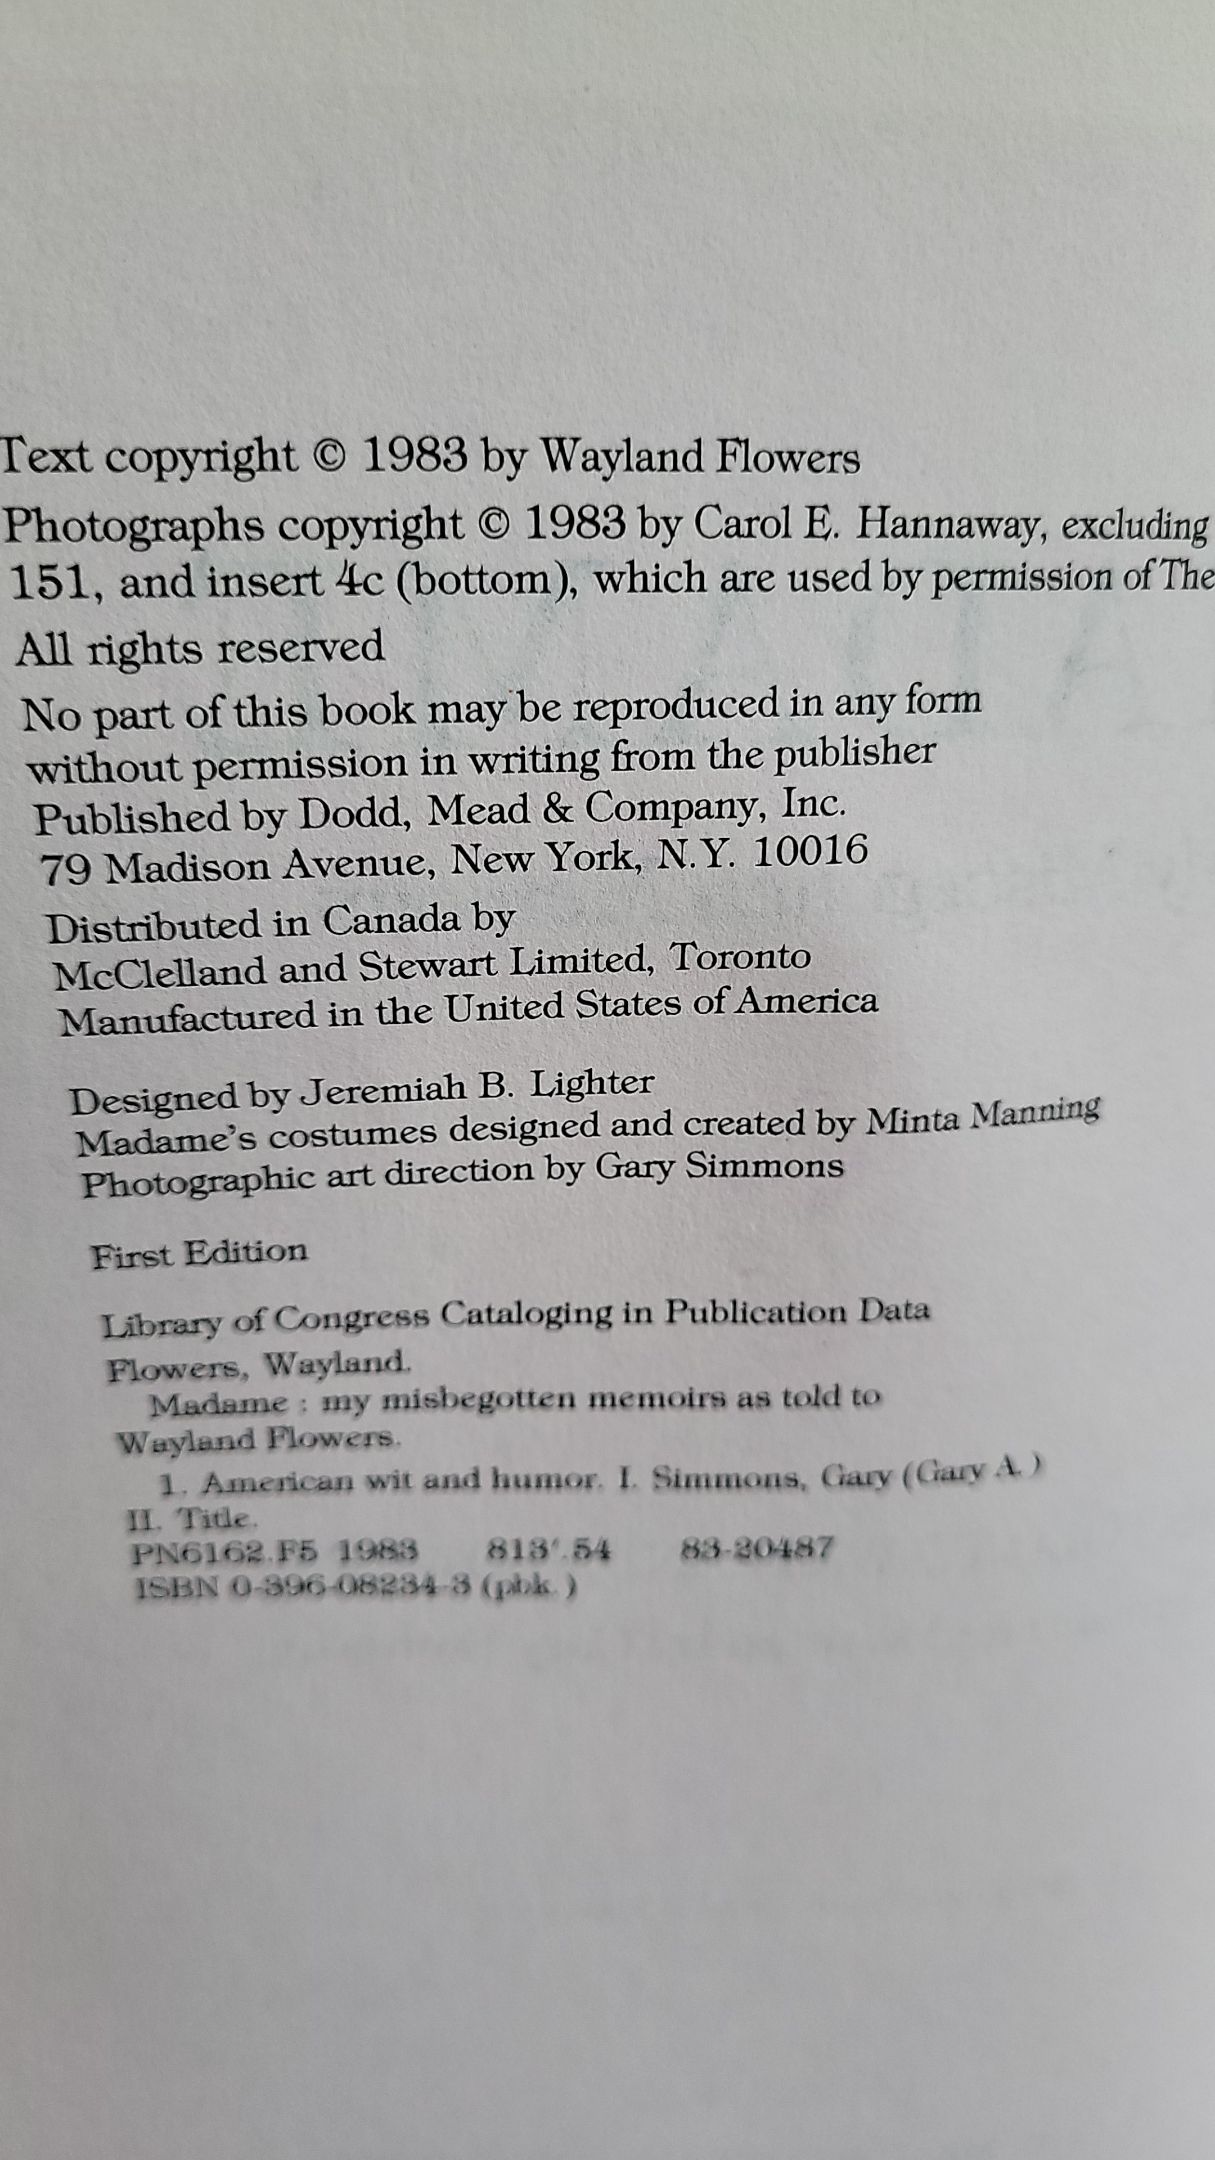 Text copyright © 1983 by Wayland Flowers
Photographs copyright © 1983 by Carol E. Hannaway, excluding
151, and insert 4c (bottom), which are used by permission of The
All rights reserved
No part of this book may be reproduced in any form
without permission in writing from the publisher
Published by Dodd, Mead & Company, Inc.
79 Madison Avenue, New York, N.Y. 10016
Distributed in Canada by
McClelland and Stewart Limited, Toronto
Manufactured in the United States of America
Designed by Jeremiah B. Lighter
Madame's costumes designed and created by Minta Manning
Photographic art direction by Gary Simmons
First Edition
Library of Congress Cataloging in Publication Data
Flowers, Wayland.
Madame : my misbegotten memoirs as told to
Wayland Flowers.
1. American wit and humor. I. Simmons, Gary (Gary A.)
II. Title.
PN6162.F5 1983 813'.54 83-20487
ISBN 0-396-08234-3 (pbk.)